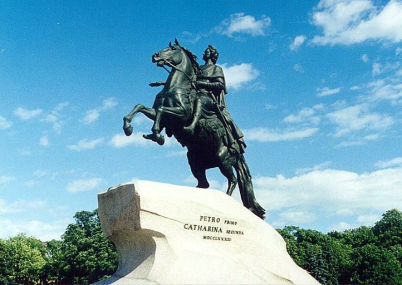 PETRO primo
CATHARINA secunda
MDCCLXXXII